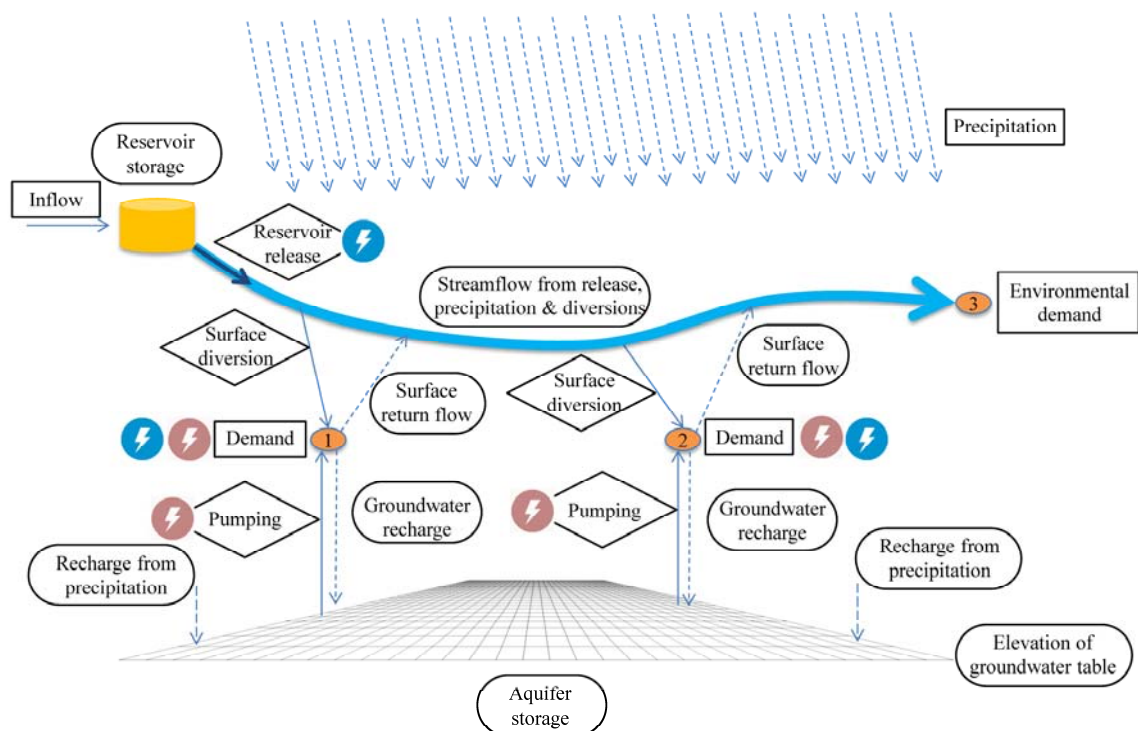 Precipitation
Reservoir
storage
Inflow
Reservoir
release
Streamflow from release,
precipitation & diversions
3
Environmental
demand
Surface
diversion
Surface
return flow
Surface
diversion
Surface
return flow
Demand
1
2
Demand
Pumping
Groundwater
recharge
Pumping
Groundwater
recharge
Recharge from
precipitation
Recharge from
precipitation
Elevation of
groundwater table
Aquifer
storage